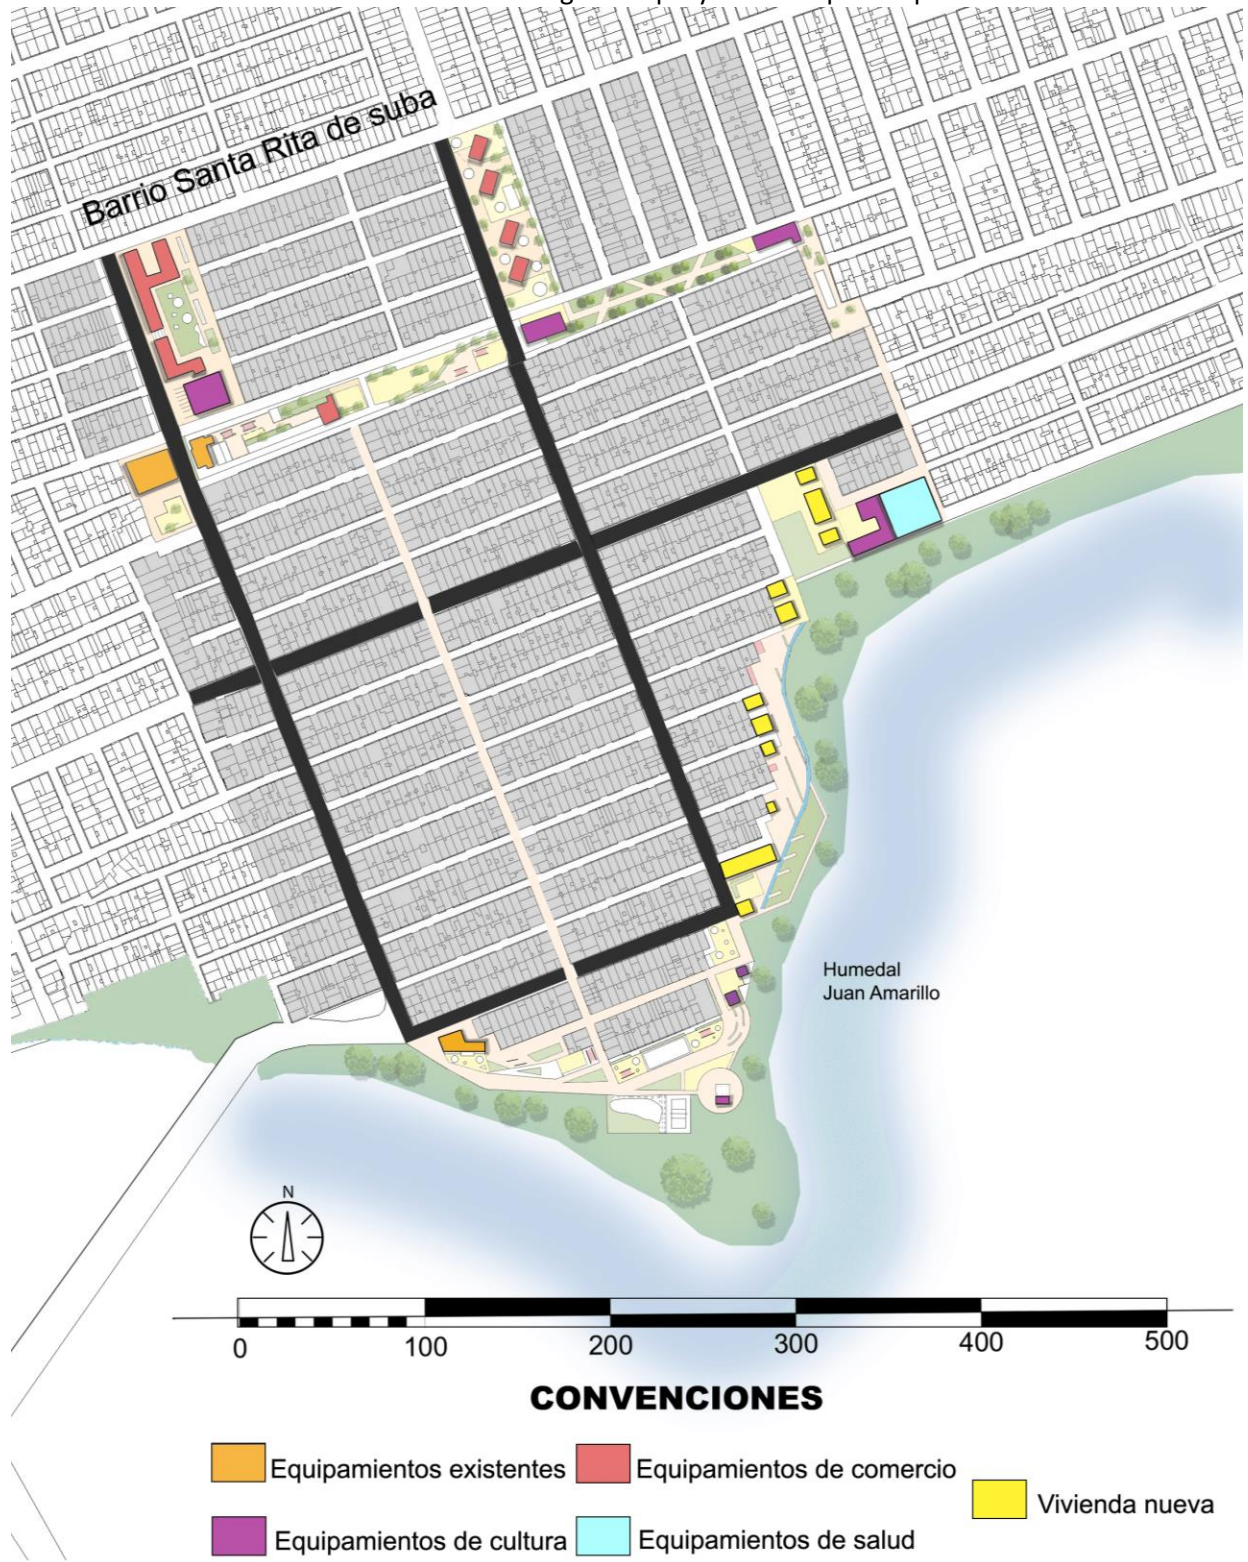 Barrio Santa Rita de suba
Humedal
Juan Amarillo
N
0 100 200 300 400 500
CONVENCIONES
Equipamientos existentes
Equipamientos de comercio
Vivienda nueva
Equipamientos de cultura
Equipamientos de salud